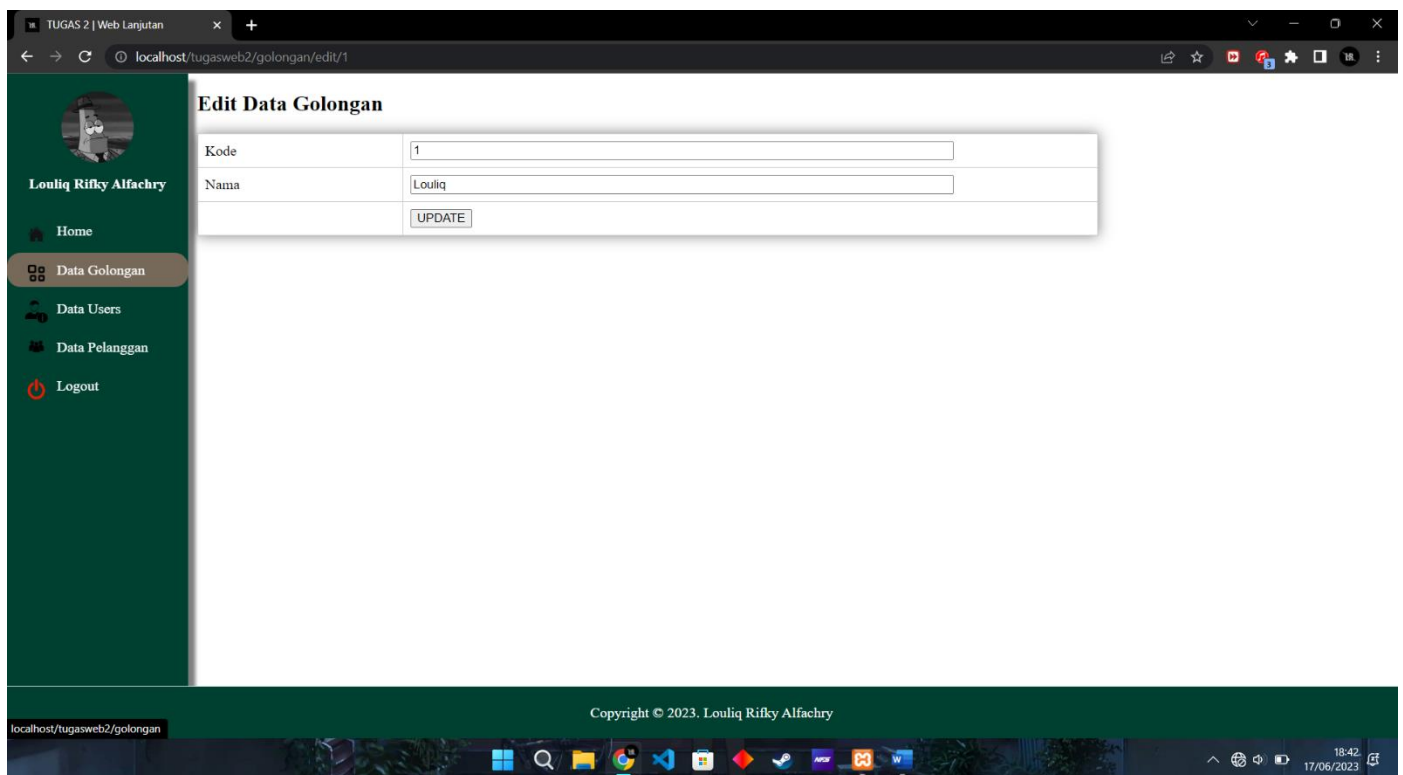 TUGAS 2 | Web Lanjutan
localhost/tugasweb2/golongan/edit/1
3
Louliq Rifky Alfachry
Home
Data Golongan
Data Users
Data Pelanggan
Logout
Edit Data Golongan
Kode 1
Nama Louliq
UPDATE
Copyright © 2023. Louliq Rifky Alfachry
localhost/tugasweb2/golongan
18:42
17/06/2023